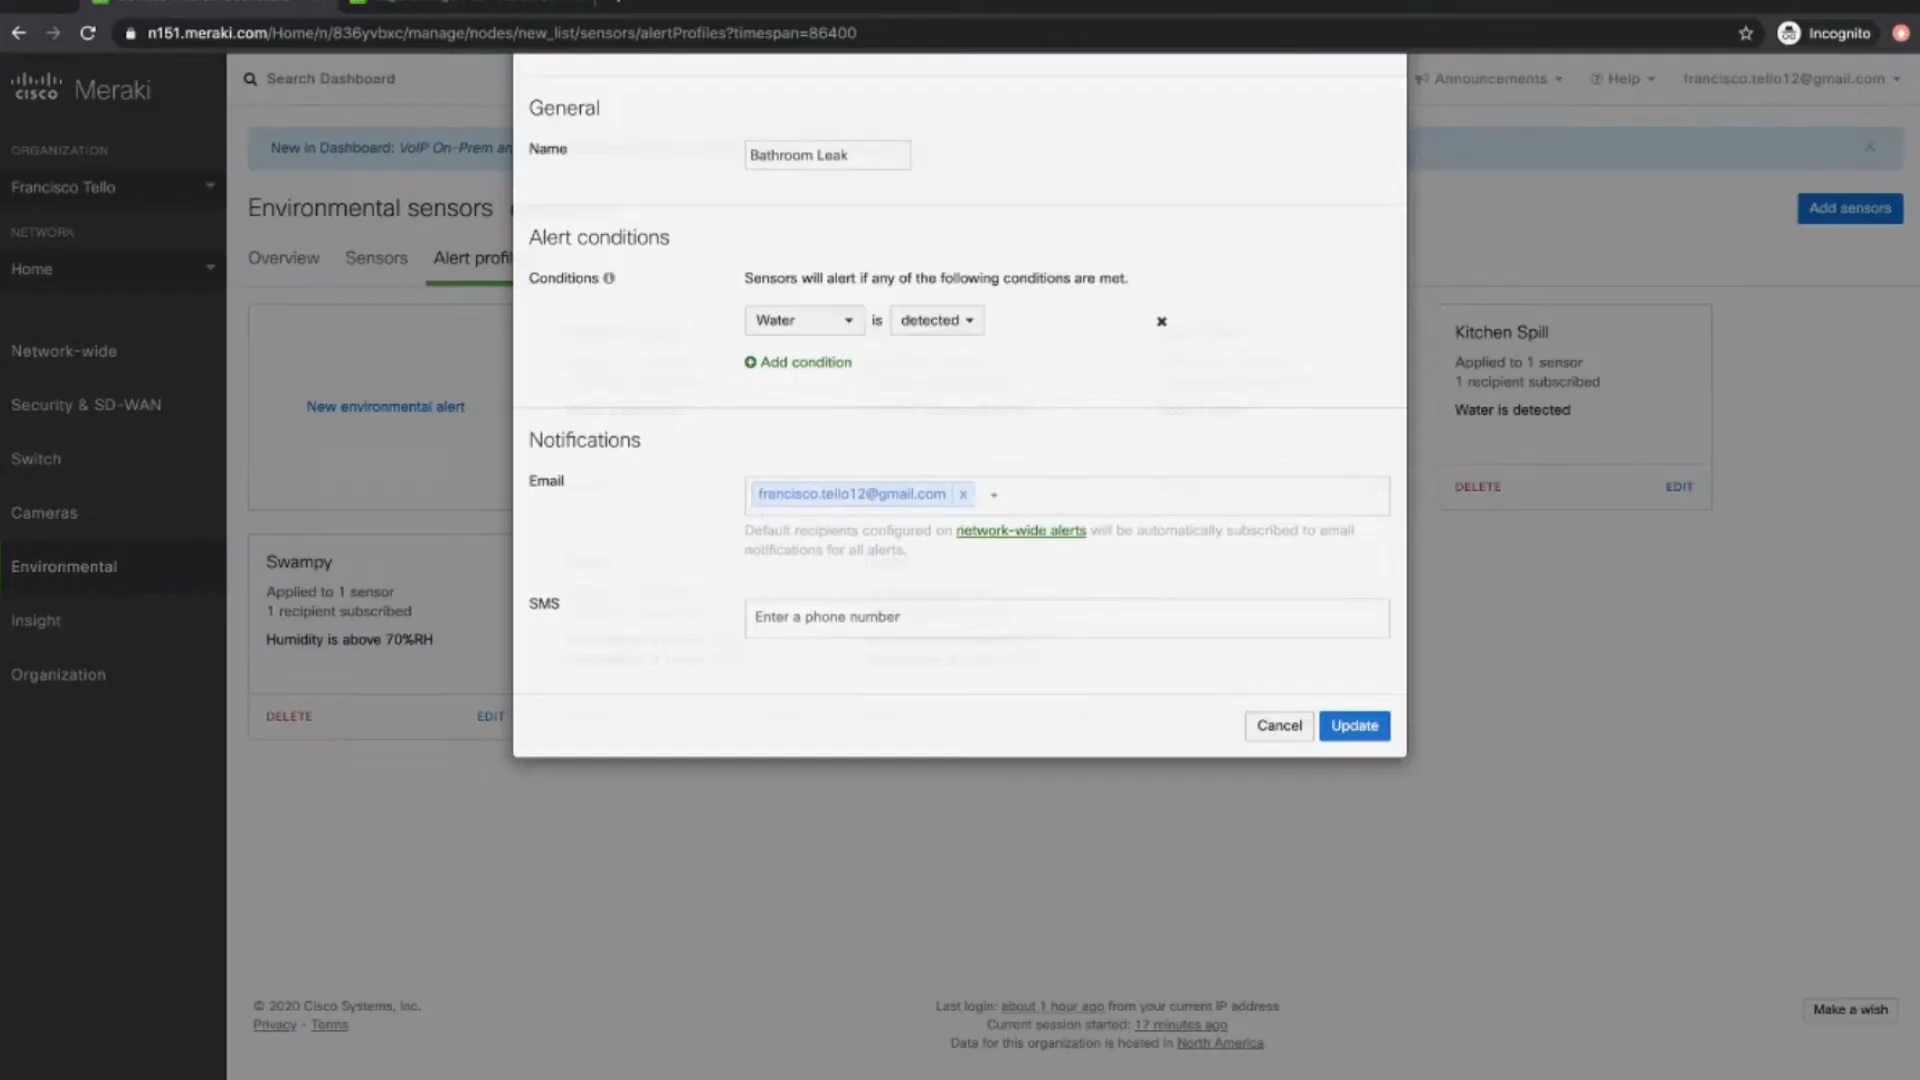 n151.meraki.com/Home/n/836yvbxc/manage/nodes/new_list/sensors/alertProfiles?timespan=86400
Incognito
CISCO Meraki
Search Dashboard
Announcements
Help
francisco.tello12@gmail.com
ORGANIZATION
Francisco Tello
NETWORK
Home
Network-wide
Security & SD-WAN
Switch
Cameras
Environmental
Insight
Organization
New in Dashboard: VoIP On-Prem an
Environmental sensors
Add sensors
Overview
Sensors
Alert profi
New environmental alert
Swampy
Applied to 1 sensor
1 recipient subscribed
Humidity is above 70%RH
DELETE
EDIT
General
Name
Bathroom Leak
Alert conditions
Conditions
Sensors will alert if any of the following conditions are met.
Water is detected
Add condition
Notifications
Email
francisco.tello12@gmail.com x
Default recipients configured on network-wide alerts will be automatically subscribed to email
notifications for all alerts.
SMS
Enter a phone number
Cancel
Update
Kitchen Spill
Applied to 1 sensor
1 recipient subscribed
Water is detected
DELETE
EDIT
© 2020 Cisco Systems, Inc.
Privacy - Terms
Last login: about 1 hour ago from your current IP address
Current session started: 17 minutes ago
Data for this organization is hosted in North America
Make a wish